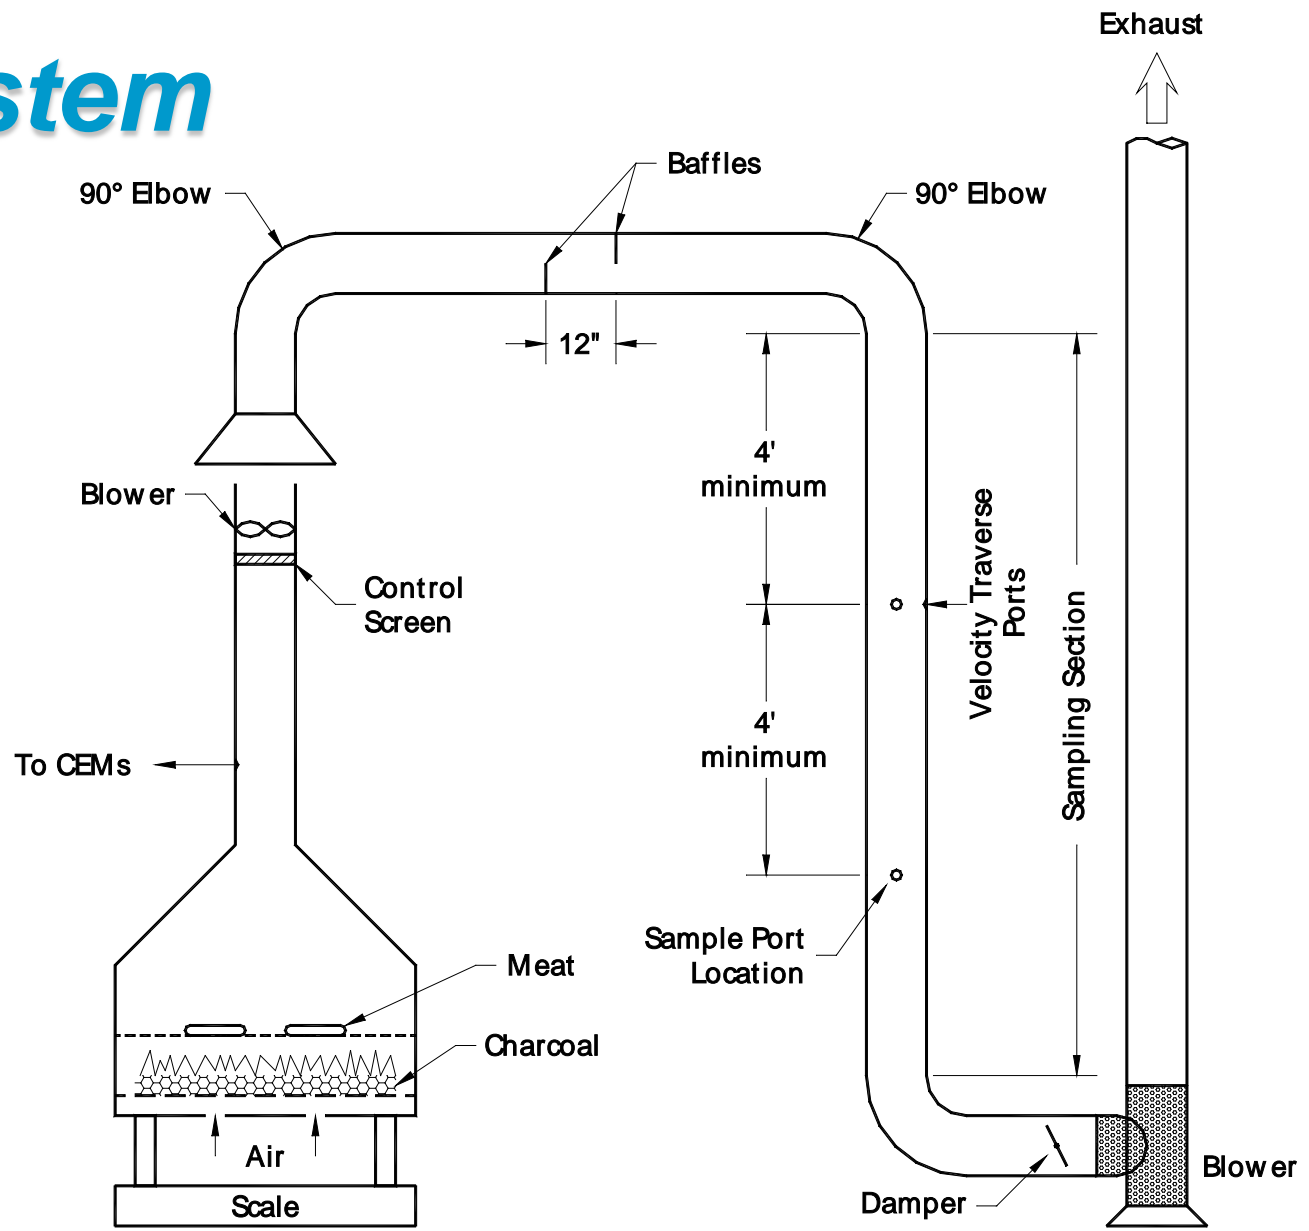 stem
Exhaust
Baffles
90° Elbow
90° Elbow
12"
4'
minimum
Blower
Control
Screen
Velocity Traverse
Ports
Sampling Section
4'
minimum
To CEMs
Sample Port
Location
Meat
Charcoal
Air
Scale
Damper
Blower